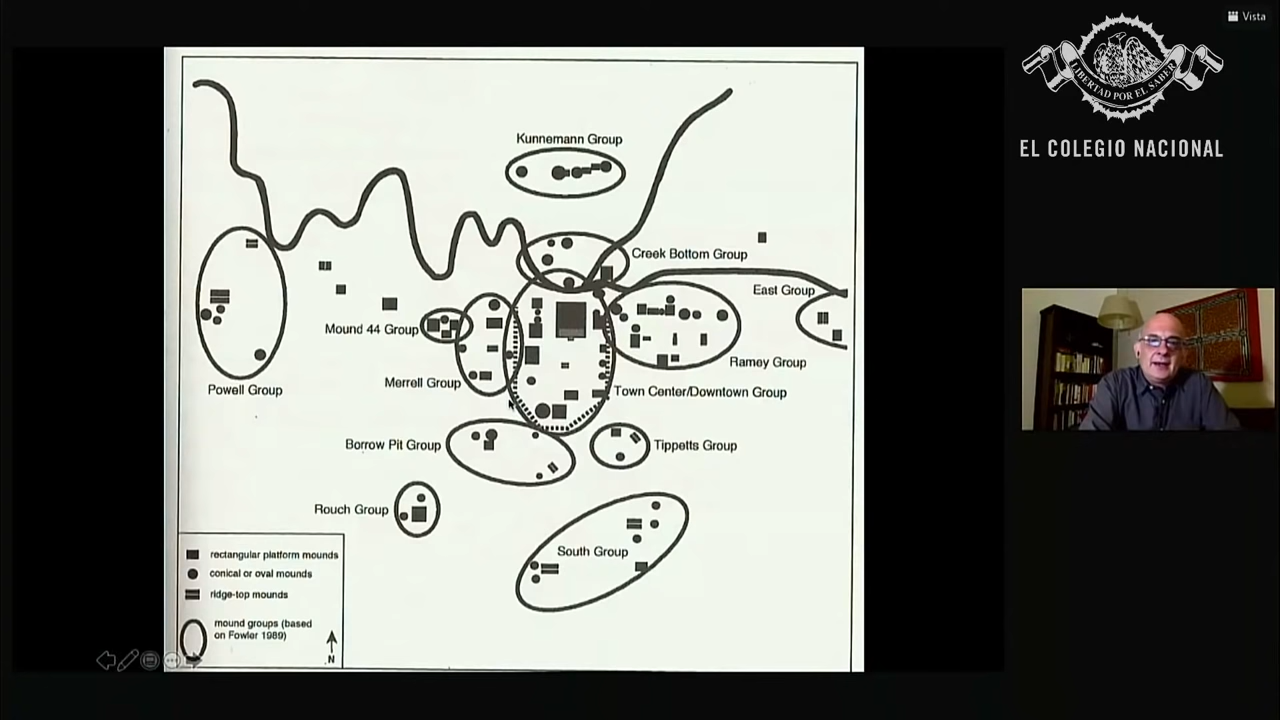 Vista
LIBERTAD POR EL SABER
EL COLEGIO NACIONAL
Kunnemann Group
Creek Bottom Group
East Group
Mound 44 Group
Ramey Group
Merrell Group
Powell Group
Town Center/Downtown Group
Borrow Pit Group
Tippetts Group
Rouch Group
South Group
rectangular platform mounds
conical or oval mounds
ridge-top mounds
mound groups (based
on Fowler 1989)
N